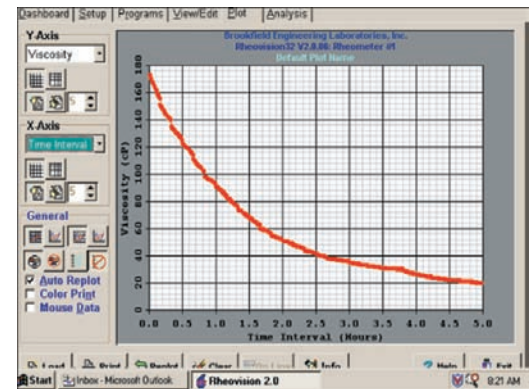 Dashboard Setup Programs View/Edit Plot Analysis
Y-Axis
Viscosity
5
X-Axis
Time Interval
5
General
Auto Replot
Color Print
Mouse Data
Brookfield Engineering Laboratories, Inc.
Rheovision32 V2.0.06: Rheometer #1
Default Plot Name
Viscosity (cP)
180
160
140
120
100
80
60
40
20
0
0.0 0.5 1.0 1.5 2.0 2.5 3.0 3.5 4.0 4.5 5.0
Time Interval (Hours)
Load Print Replot Clear Info Help Exit
Start Inbox - Microsoft Outlook Rheovision 2.0 8:21 AM